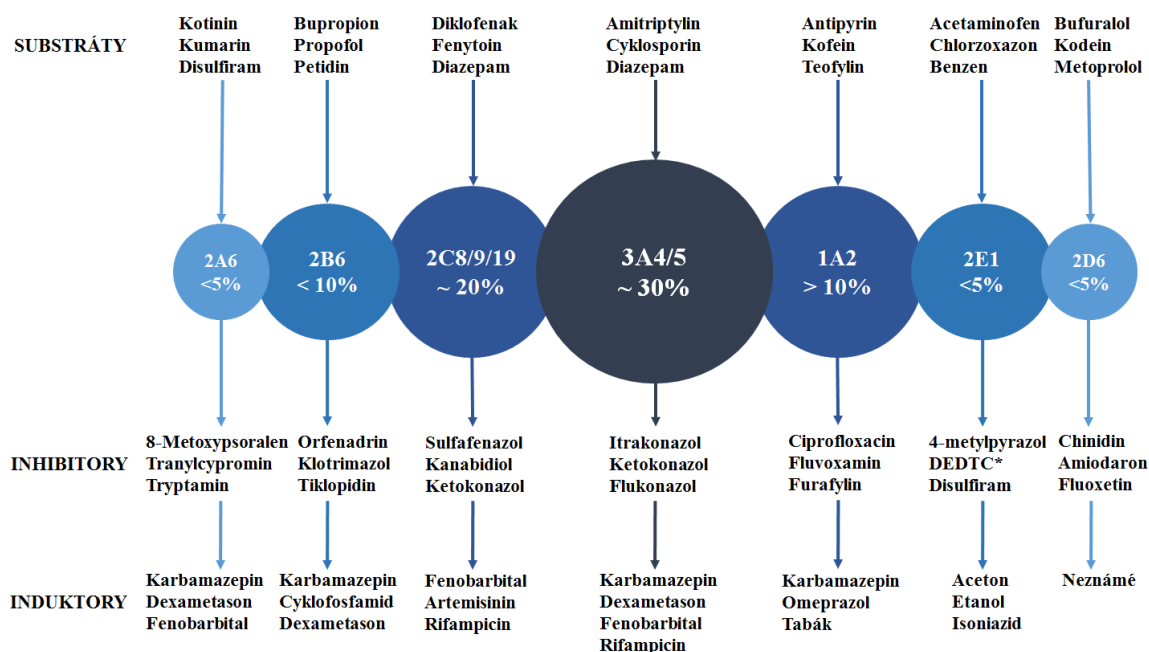 SUBSTRÁTY
Kotinin
Kumarin
Disulfiram
Bupropion
Propofol
Petidin
Diklofenak
Fenytoin
Diazepam
Amitriptylin
Cyklosporin
Diazepam
Antipyrin
Kofein
Teofylin
Acetaminofen
Chlorzoxazon
Benzen
Bufuralol
Kodein
Metoprolol
2A6
<5%
2B6
< 10%
2C8/9/19
~ 20%
3A4/5
~ 30%
1A2
> 10%
2E1
<5%
2D6
<5%
INHIBITORY
8-Metoxypsoralen
Tranylcypromin
Tryptamin
Orfenadrin
Klotrimazol
Tiklopidin
Sulfafenazol
Kanabidiol
Ketokonazol
Itrakonazol
Ketokonazol
Flukonazol
Ciprofloxacin
Fluvoxamin
Furafylin
4-metylpyrazol
DEDTC*
Disulfiram
Chinidin
Amiodaron
Fluoxetin
INDUKTORY
Karbamazepin
Dexametason
Fenobarbital
Karbamazepin
Cyklofosfamid
Dexametason
Fenobarbital
Artemisinin
Rifampicin
Karbamazepin
Dexametason
Fenobarbital
Rifampicin
Karbamazepin
Omeprazol
Tabák
Aceton
Etanol
Isoniazid
Neznámé